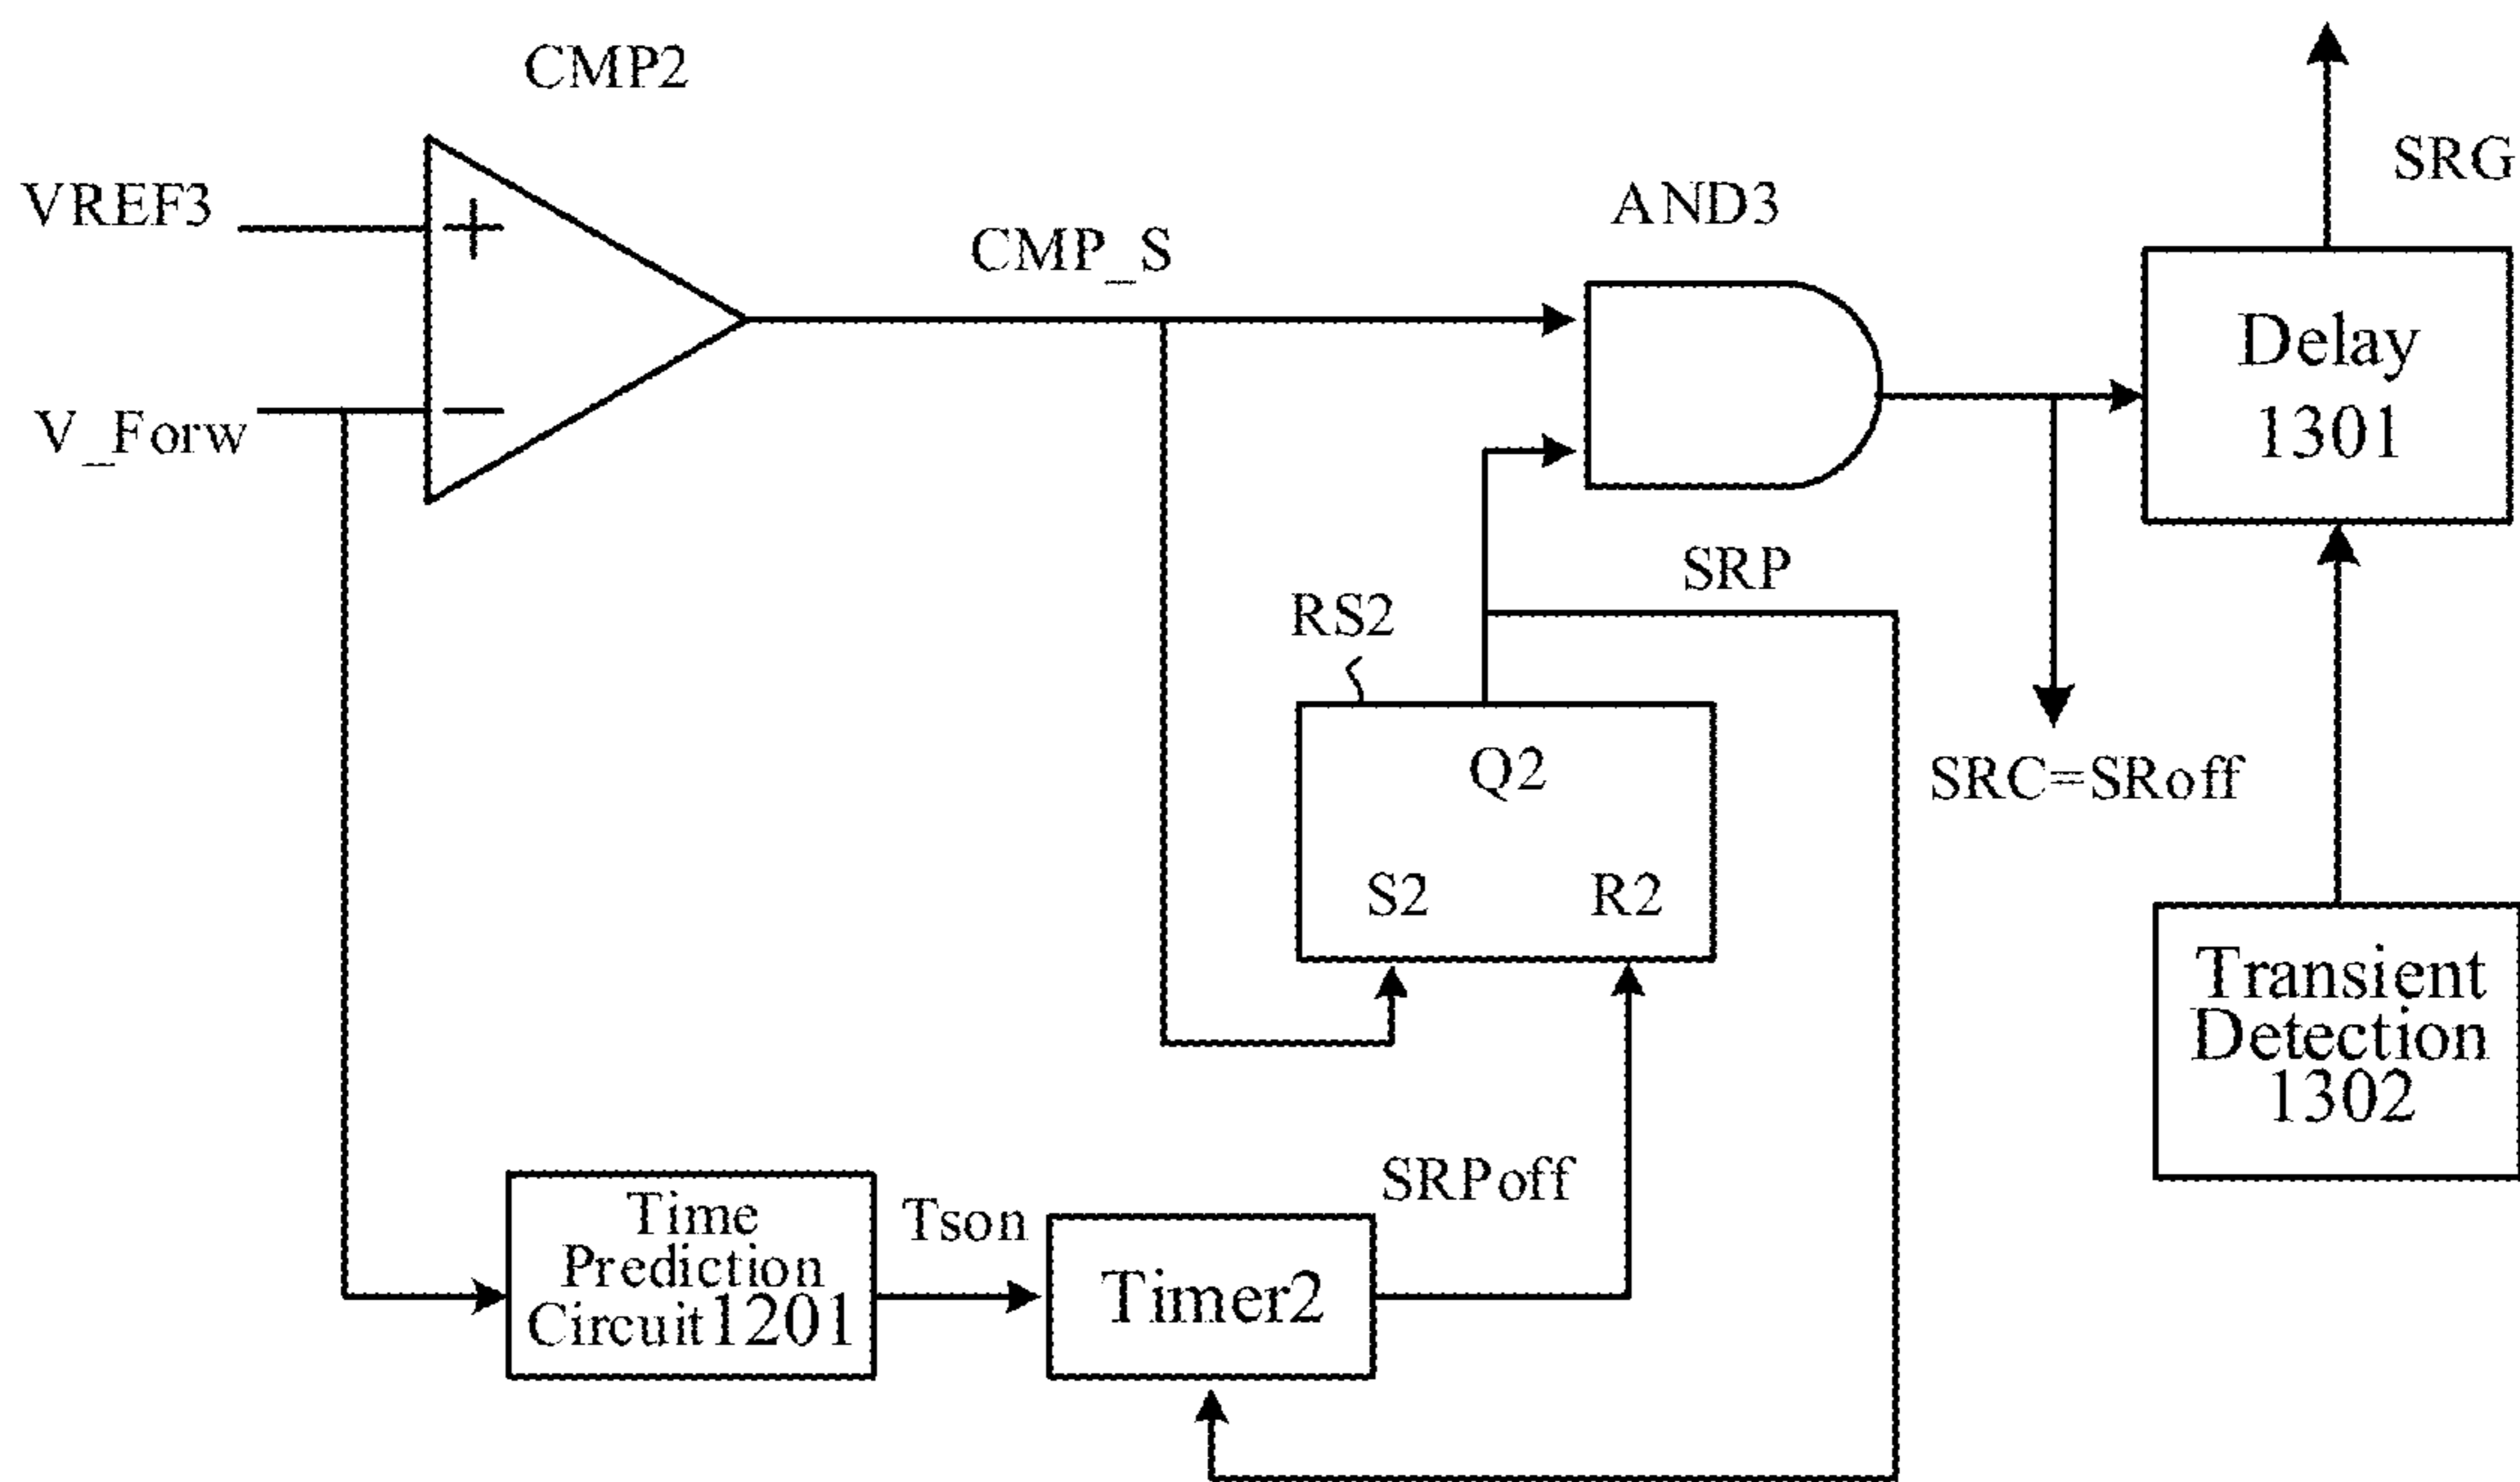 CMP2
SRG
VREF3
+
AND3
CMP_S
Delay
1301
V_Forw
−
SRP
RS2
Q2
SRC=SRoff
S2
R2
Transient
Detection
1302
SRPoff
Time
Prediction
Circuit1201
Tson
Timer2